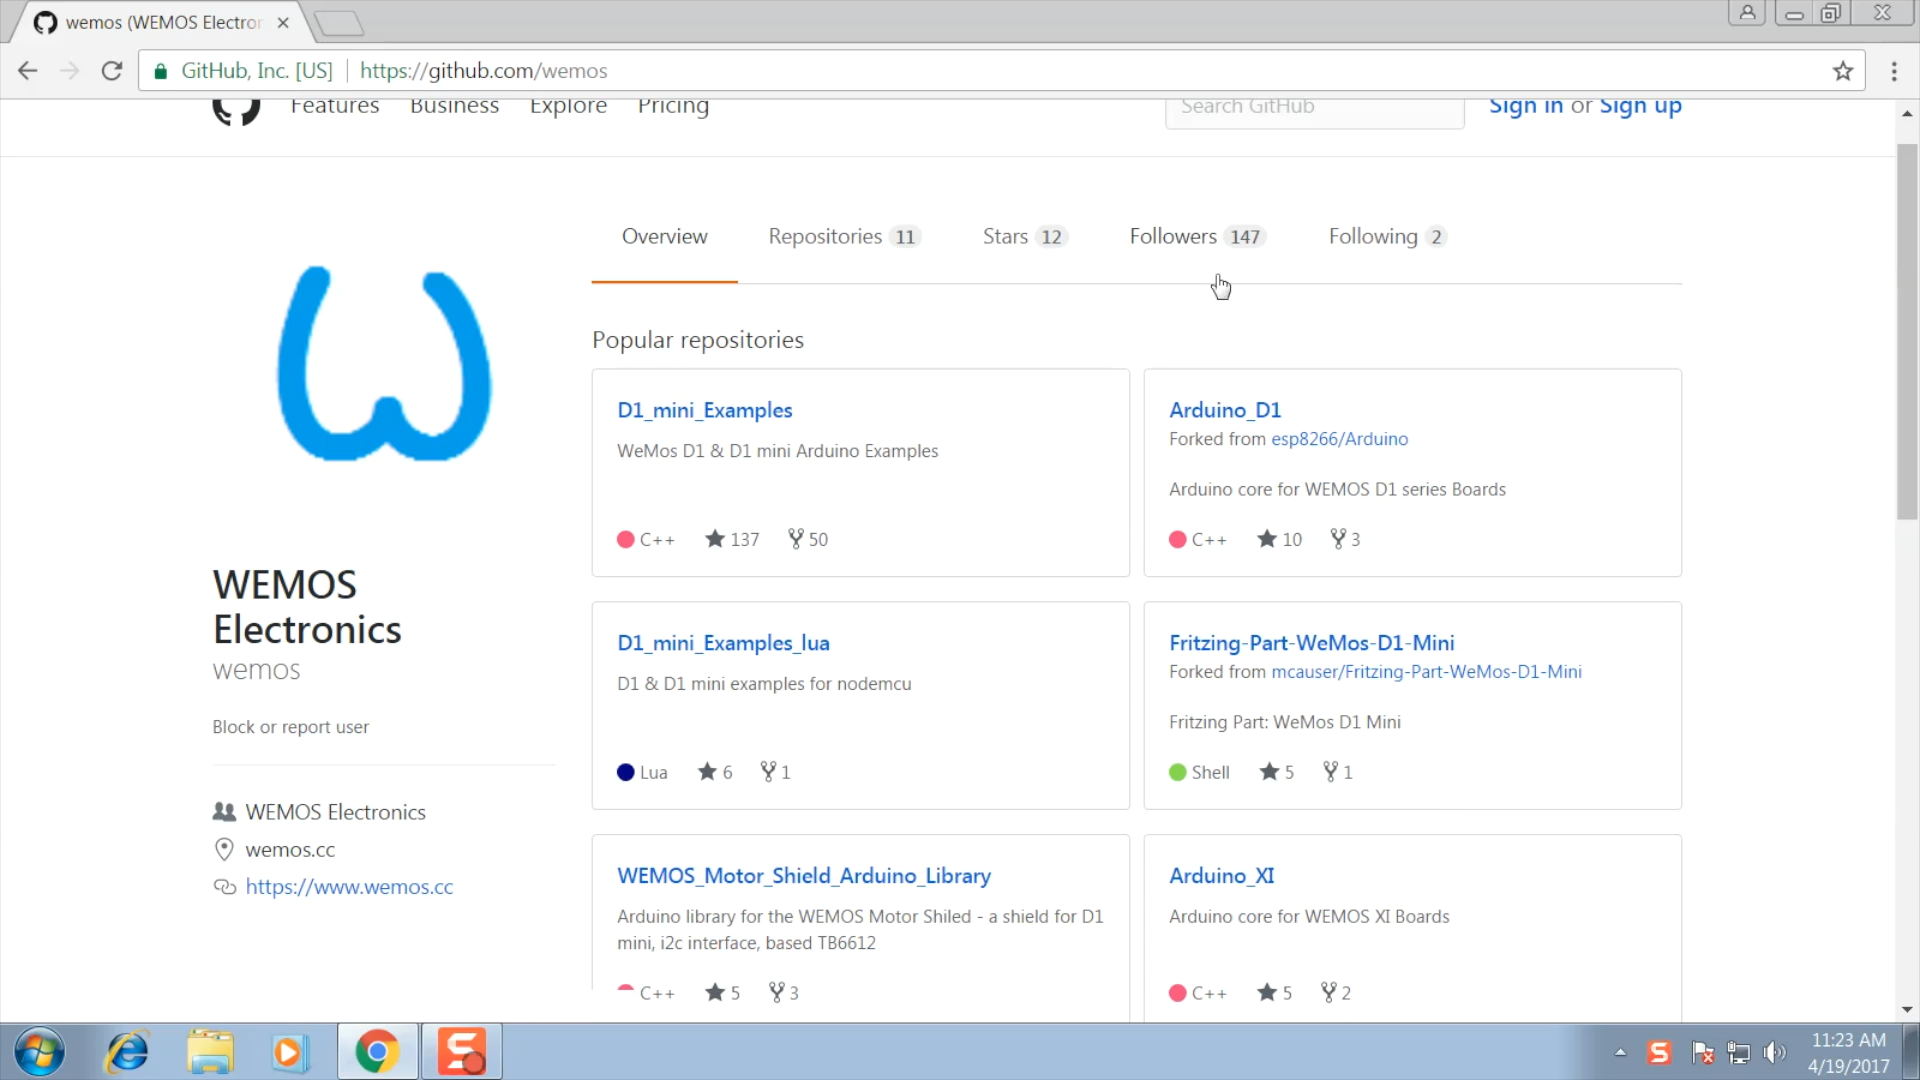 wemos (WEMOS Electror
GitHub, Inc. [US] https://github.com/wemos
Features Business Explore Pricing Search GitHub Sign in or Sign up
Overview Repositories 11 Stars 12 Followers 147 Following 2
Popular repositories
D1_mini_Examples
WeMos D1 & D1 mini Arduino Examples
C++ 137 50
Arduino_D1
Forked from esp8266/Arduino
Arduino core for WEMOS D1 series Boards
C++ 10 3
WEMOS
Electronics
wemos
Block or report user
WEMOS Electronics
wemos.cc
https://www.wemos.cc
D1_mini_Examples_lua
D1 & D1 mini examples for nodemcu
Lua 6 1
Fritzing-Part-WeMos-D1-Mini
Forked from mcauser/Fritzing-Part-WeMos-D1-Mini
Fritzing Part: WeMos D1 Mini
Shell 5 1
WEMOS_Motor_Shield_Arduino_Library
Arduino library for the WEMOS Motor Shiled - a shield for D1
mini, i2c interface, based TB6612
C++ 5 3
Arduino_XI
Arduino core for WEMOS XI Boards
C++ 5 2
11:23 AM
4/19/2017